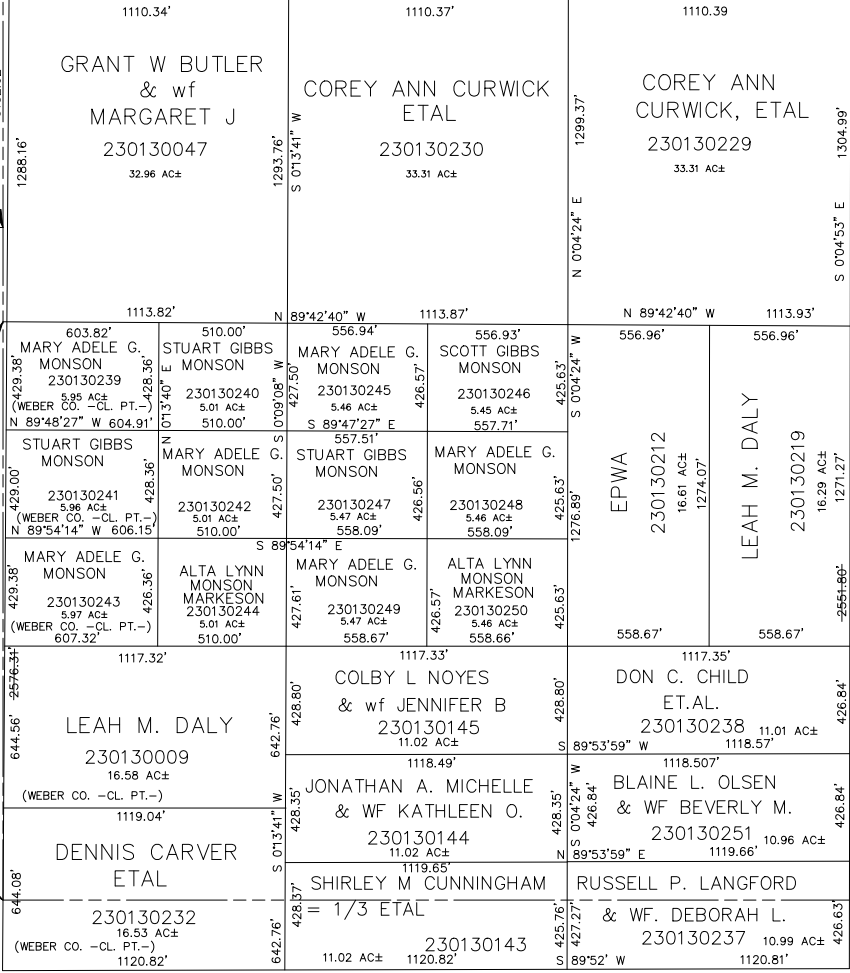 1110.34'
1110.37'
1110.39
GRANT W BUTLER
& wf
MARGARET J
230130047
32.96 AC±
1288.16'
1293.76'
S 0°13'41" W
COREY ANN CURWICK
ETAL
230130230
33.31 AC±
1299.37'
N 0°04'24" E
COREY ANN
CURWICK, ETAL
230130229
33.31 AC±
1304.99'
S 0°04'53" E
1113.82'
N 89°42'40" W
1113.87'
N 89°42'40" W
1113.93'
603.82'
MARY ADELE G.
MONSON
230130239
5.95 AC±
(WEBER CO. -CL. PT.-)
N 89°48'27" W 604.91'
429.38'
428.36'
N 0°13'40" E
510.00'
STUART GIBBS
MONSON
230130240
5.01 AC±
510.00'
S 0°09'08" W
556.94'
MARY ADELE G.
MONSON
230130245
5.46 AC±
S 89°47'27" E
427.50'
426.57'
556.93'
SCOTT GIBBS
MONSON
230130246
5.45 AC±
557.71'
425.63'
S 0°04'24" W
556.96'
EPWA
230130212
16.61 AC±
1274.07'
558.67'
556.96'
LEAH M. DALY
230130219
16.29 AC±
1271.27'
2551.80'
558.67'
STUART GIBBS
MONSON
230130241
5.96 AC±
(WEBER CO. -CL. PT.-)
N 89°54'14" W 606.15'
429.00'
428.36'
MARY ADELE G.
MONSON
230130242
5.01 AC±
510.00'
427.50'
557.51'
STUART GIBBS
MONSON
230130247
5.47 AC±
558.09'
426.56'
MARY ADELE G.
MONSON
230130248
5.46 AC±
558.09'
425.63'
1276.89'
S 89°54'14" E
MARY ADELE G.
MONSON
230130243
5.97 AC±
(WEBER CO. -CL. PT.-)
607.32'
429.38'
426.36'
ALTA LYNN
MONSON
MARKESON
230130244
5.01 AC±
510.00'
MARY ADELE G.
MONSON
230130249
5.47 AC±
558.67'
427.61'
426.57'
ALTA LYNN
MONSON
MARKESON
230130250
5.46 AC±
558.66'
425.63'
1117.32'
2576.31'
644.56'
LEAH M. DALY
230130009
16.58 AC±
(WEBER CO. -CL. PT.-)
642.76'
S 0°13'41" W
1117.33'
COLBY L NOYES
& wf JENNIFER B
230130145
11.02 AC±
428.80'
428.80'
1117.35'
DON C. CHILD
ET.AL.
230130238 11.01 AC±
S 89°53'59" W 1118.57'
426.84'
1118.49'
JONATHAN A. MICHELLE
& WF KATHLEEN O.
230130144
11.02 AC±
428.35'
428.35'
S 0°04'24" W
426.84'
1118.507'
BLAINE L. OLSEN
& WF BEVERLY M.
230130251 10.96 AC±
N 89°53'59" E 1119.66'
426.84'
1119.04'
DENNIS CARVER
ETAL
230130232
16.53 AC±
(WEBER CO. -CL. PT.-)
1120.82'
644.08'
642.76'
1119.65'
SHIRLEY M CUNNINGHAM
= 1/3 ETAL
230130143
11.02 AC± 1120.82'
428.37'
425.76'
RUSSELL P. LANGFORD
& WF. DEBORAH L.
230130237 10.99 AC±
S 89°52' W 1120.81'
427.27'
426.63'